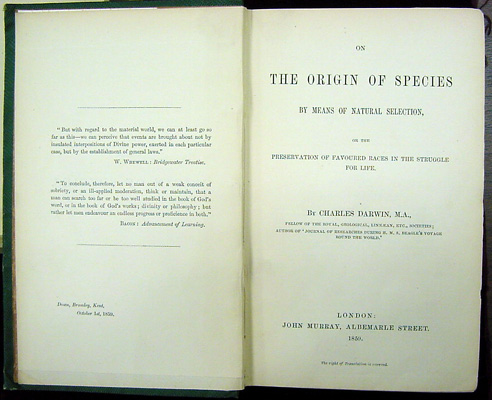 "But with regard to the material world, we can at least go so
far as this—we can perceive that events are brought about not by
insulated interpositions of Divine power, exerted in each particular
case, but by the establishment of general laws."
W. WHEWELL: Bridgewater Treatise.
"To conclude, therefore, let no man out of a weak conceit of
sobriety, or an ill-applied moderation, think or maintain, that a
man can search too far or be too well studied in the book of God's
word, or in the book of God's works; divinity or philosophy; but
rather let men endeavour an endless progress or proficience in both."
BACON: Advancement of Learning.
Down, Bromley, Kent,
October 1st, 1859.
ON
THE ORIGIN OF SPECIES
BY MEANS OF NATURAL SELECTION,
OR THE
PRESERVATION OF FAVOURED RACES IN THE STRUGGLE
FOR LIFE.
BY CHARLES DARWIN, M.A.,
FELLOW OF THE ROYAL, GEOLOGICAL, LINNÆAN, ETC., SOCIETIES;
AUTHOR OF 'JOURNAL OF RESEARCHES DURING H. M. S. BEAGLE'S VOYAGE
ROUND THE WORLD.'
LONDON:
JOHN MURRAY, ALBEMARLE STREET.
1859.
The right of Translation is reserved.